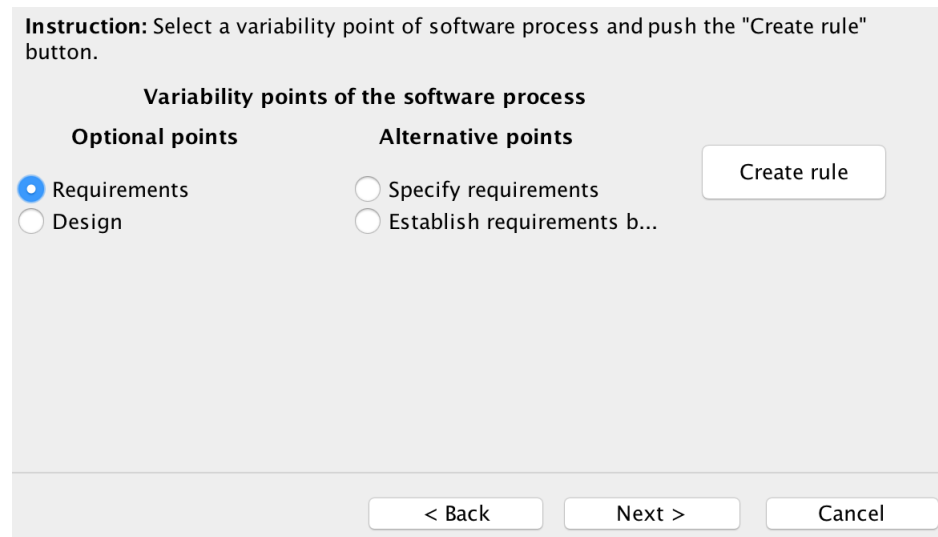 Instruction: Select a variability point of software process and push the "Create rule"
button.
Variability points of the software process
Optional points
Alternative points
Create rule
Requirements
Specify requirements
Design
Establish requirements b...
< Back
Next >
Cancel